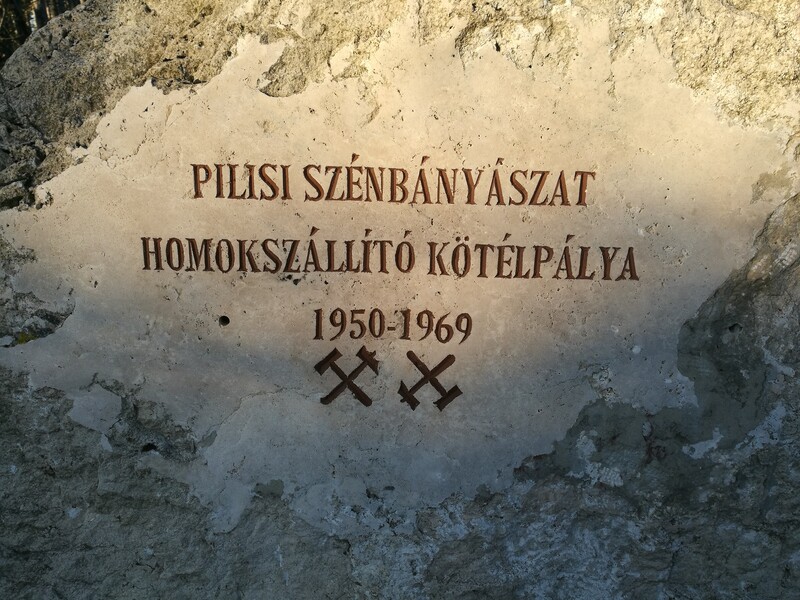 PILISI SZÉNBÁNYÁSZAT
HOMOKSZÁLLÍTÓ KÖTÉLPÁLYA
1950-1969